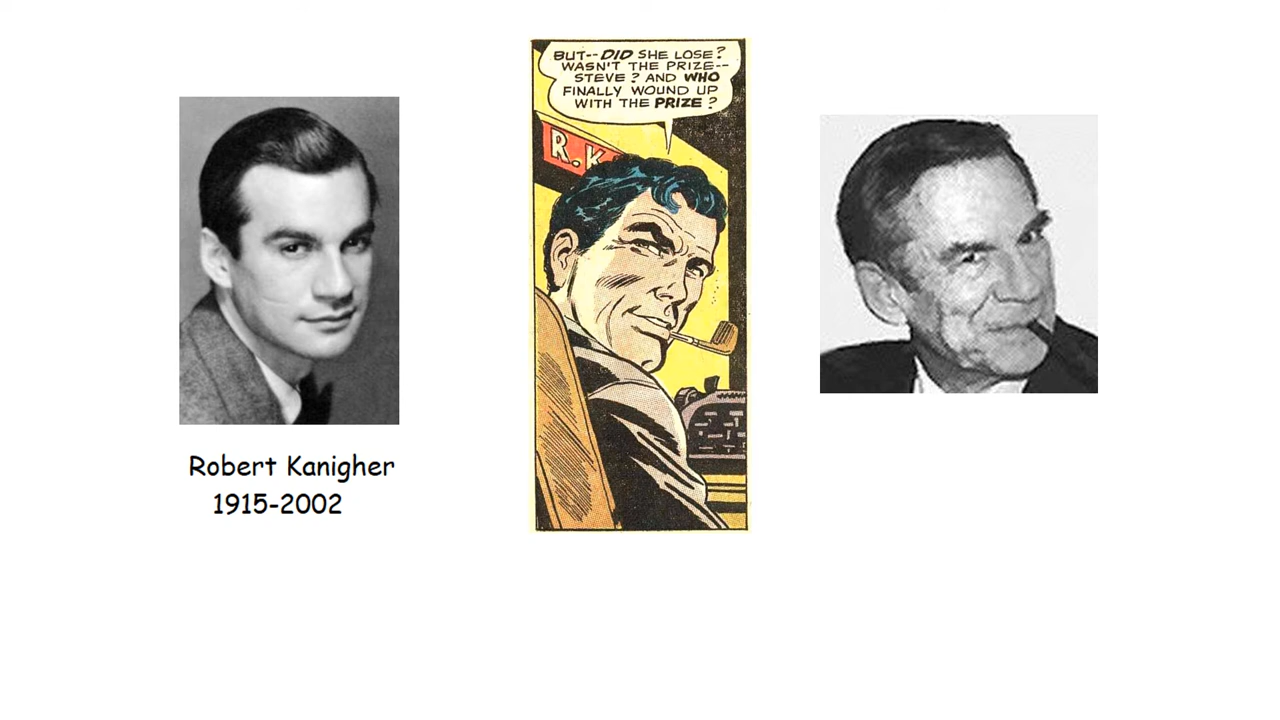 BUT--DID SHE LOSE?
WASN'T THE PRIZE--
STEVE? AND WHO
FINALLY WOUND UP
WITH THE PRIZE?
R.K
Robert Kanigher
1915-2002